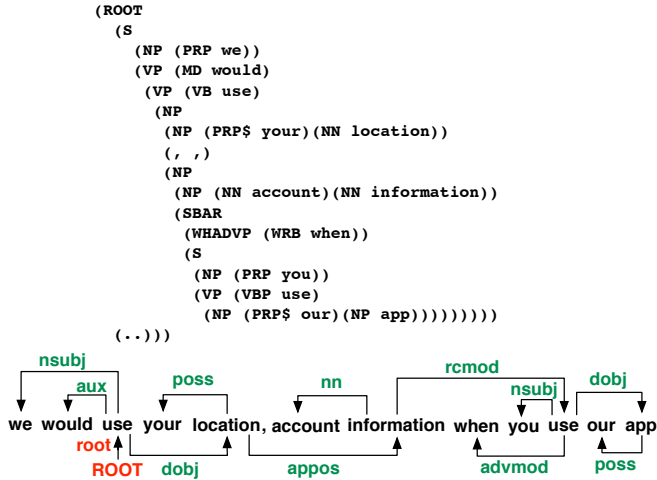 (ROOT
(S
(NP (PRP we))
(VP (MD would)
(VP (VB use)
(NP
(NP (PRP$ your)(NN location))
(, ,)
(NP
(NP (NN account)(NN information))
(SBAR
(WHADVP (WRB when))
(S
(NP (PRP you))
(VP (VBP use)
(NP (PRP$ our)(NP app)))))))))
(..)))
nsubj aux poss nn rcmod nsubj dobj
we would use your location, account information when you use our app
root
ROOT dobj appos advmod poss